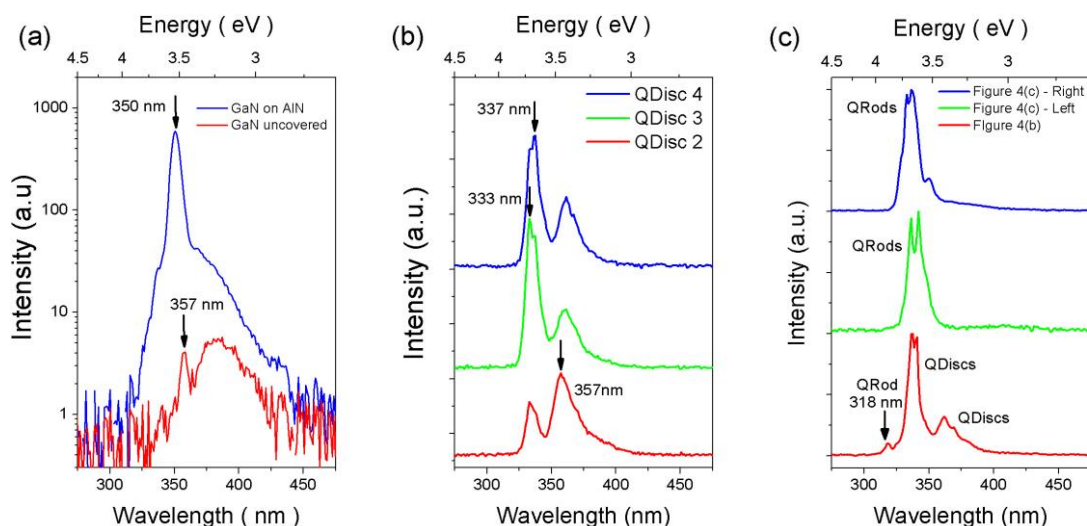 (a)
Energy ( eV )
4.5 4 3.5 3
1000
100
10
1
Intensity (a.u)
350 nm
GaN on AlN
GaN uncovered
357 nm
300 350 400 450
Wavelength ( nm )
(b)
Energy ( eV )
4.5 4 3.5 3
Intensity (a.u.)
337 nm
QDisc 4
QDisc 3
QDisc 2
333 nm
357nm
300 350 400 450
Wavelength (nm)
(c)
Energy ( eV )
4.5 4 3.5 3
Intensity (a.u.)
QRods
Figure 4(c) - Right
Figure 4(c) - Left
FIgure 4(b)
QRods
QRod
318 nm
QDiscs
QDiscs
300 350 400 450
Wavelength (nm)